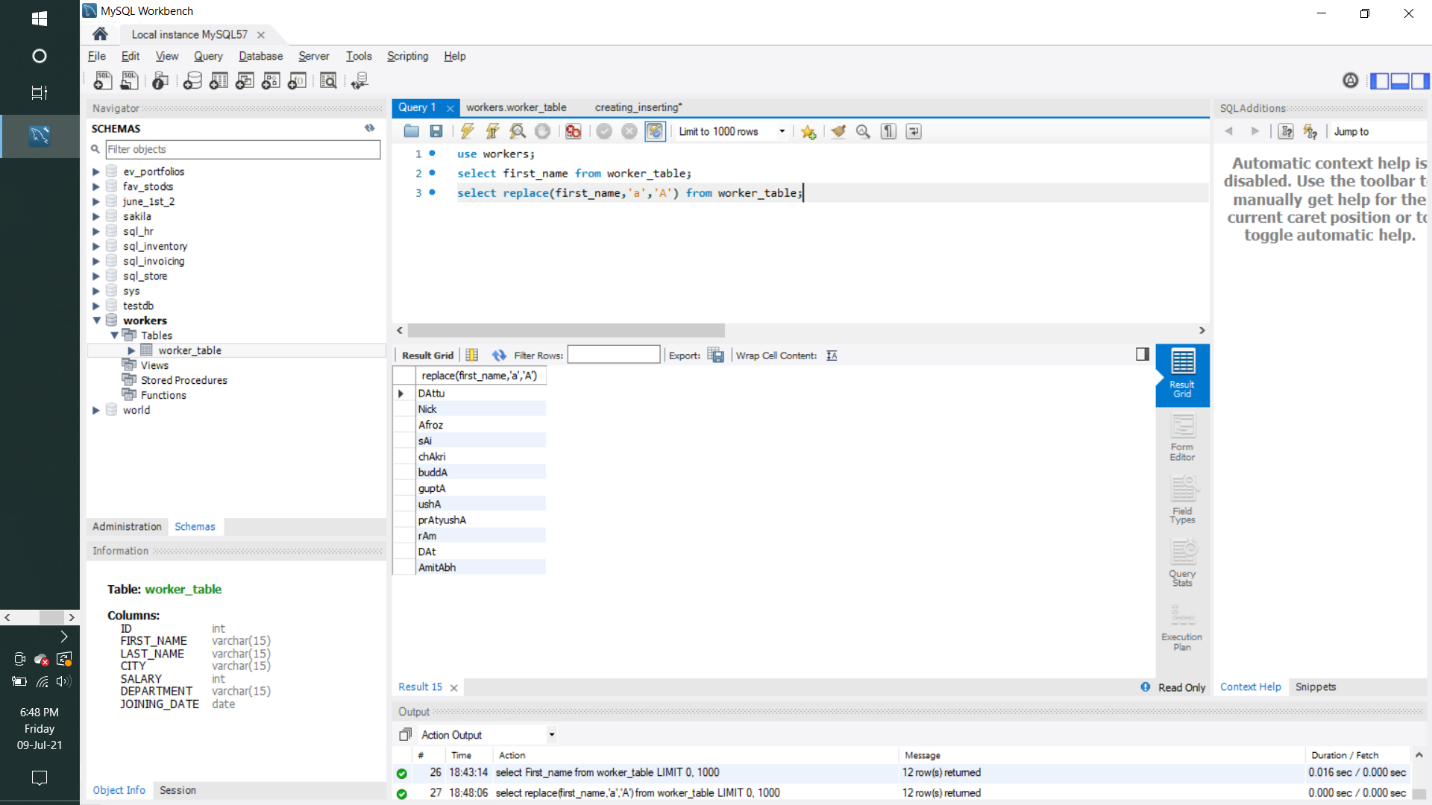 MySQL Workbench
Local instance MySQL57
File Edit View Query Database Server Tools Scripting Help
Navigator
SCHEMAS
Filter objects
ev_portfolios
fav_stocks
june_1st_2
sakila
sql_hr
sql_inventory
sql_invoicing
sql_store
sys
testdb
workers
Tables
worker_table
Views
Stored Procedures
Functions
world
Administration Schemas
Information
Table: worker_table
Columns:
ID int
FIRST_NAME varchar(15)
LAST_NAME varchar(15)
CITY varchar(15)
SALARY int
DEPARTMENT varchar(15)
JOINING_DATE date
Object Info Session
Query 1 workers.worker_table creating_inserting*
Limit to 1000 rows
1 use workers;
2 select first_name from worker_table;
3 select replace(first_name,'a','A') from worker_table;
Result Grid Filter Rows: Export: Wrap Cell Content:
replace(first_name,'a','A')
DAttu
Nick
Afroz
sAi
chAkri
buddA
guptA
ushA
prAtyushA
rAm
DAt
AmitAbh
Result Grid
Form Editor
Field Types
Query Stats
Execution Plan
Result 15 Read Only
SQLAdditions
Jump to
Automatic context help is
disabled. Use the toolbar t
manually get help for the
current caret position or to
toggle automatic help.
Context Help Snippets
Output
Action Output
# Time Action Message Duration / Fetch
26 18:43:14 select First_name from worker_table LIMIT 0, 1000 12 row(s) returned 0.016 sec / 0.000 sec
27 18:48:06 select replace(first_name,'a','A') from worker_table LIMIT 0, 1000 12 row(s) returned 0.000 sec / 0.000 sec
6:48 PM
Friday
09-Jul-21